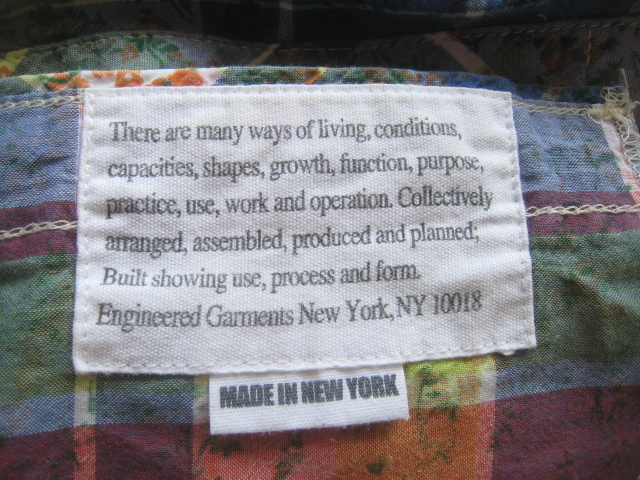 There are many ways of living, conditions,
capacities, shapes, growth, function, purpose,
practice, use, work and operation. Collectively
arranged, assembled, produced and planned;
Built showing use, process and form.
Engineered Garments New York, NY 10018
MADE IN NEW YORK